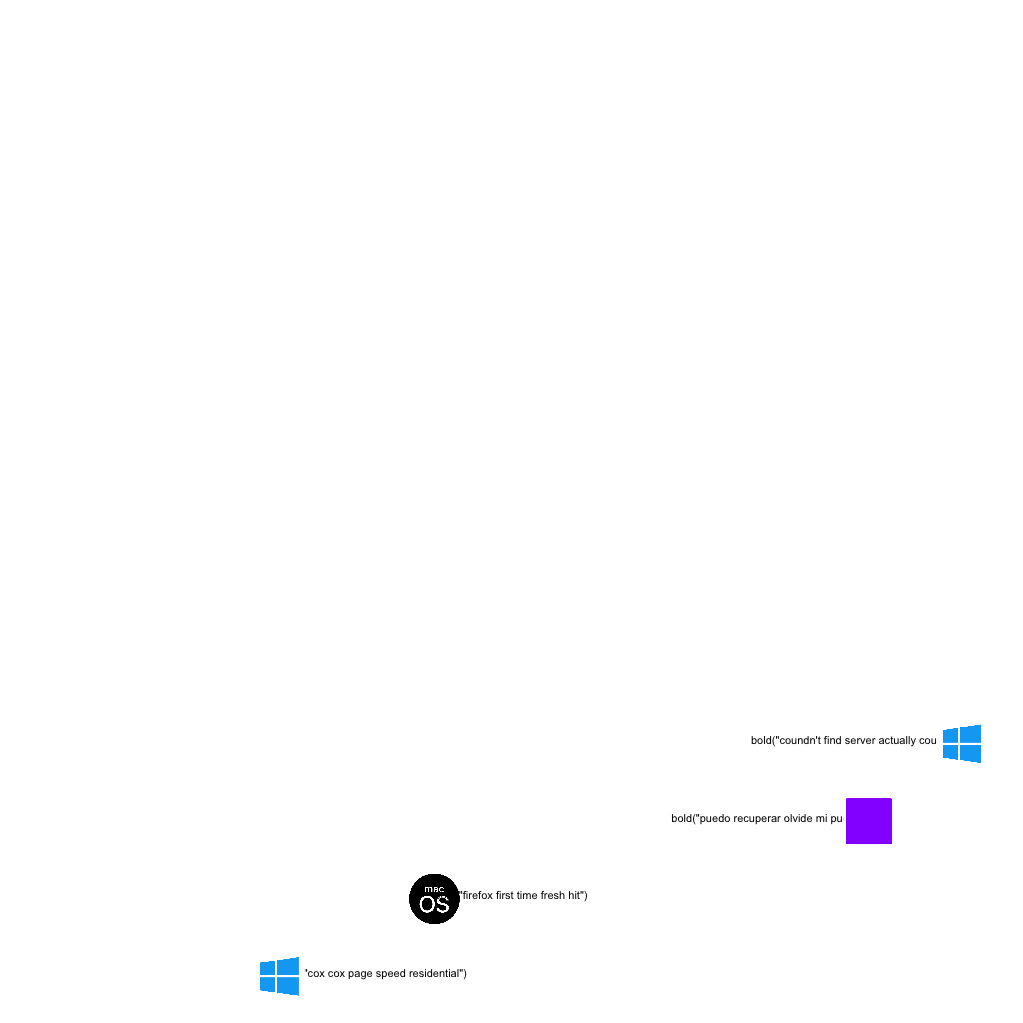 bold("coundn't find server actually cou
bold("puedo recuperar olvide mi pu
mac
OS
"firefox first time fresh hit")
"cox cox page speed residential")